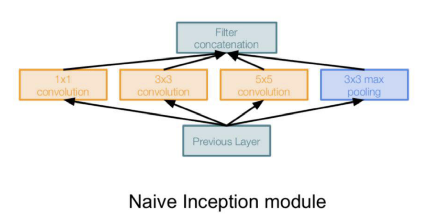 Filter
concatenation
1x1
convolution
3x3
convolution
5x5
convolution
3x3 max
pooling
Previous Layer
Naive Inception module